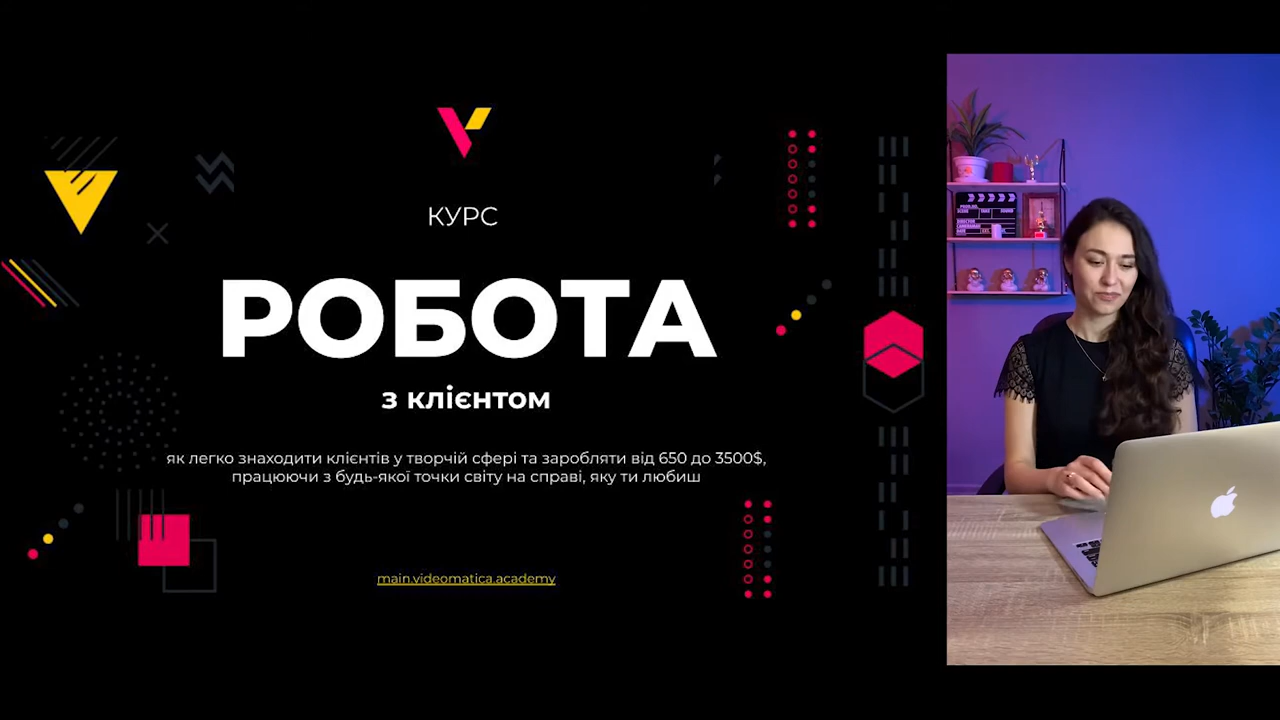 КУРС
РОБОТА
з клієнтом
як легко знаходити клієнтів у творчій сфері та заробляти від 650 до 3500$,
працюючи з будь-якої точки світу на справі, яку ти любиш
main.videomatica.academy